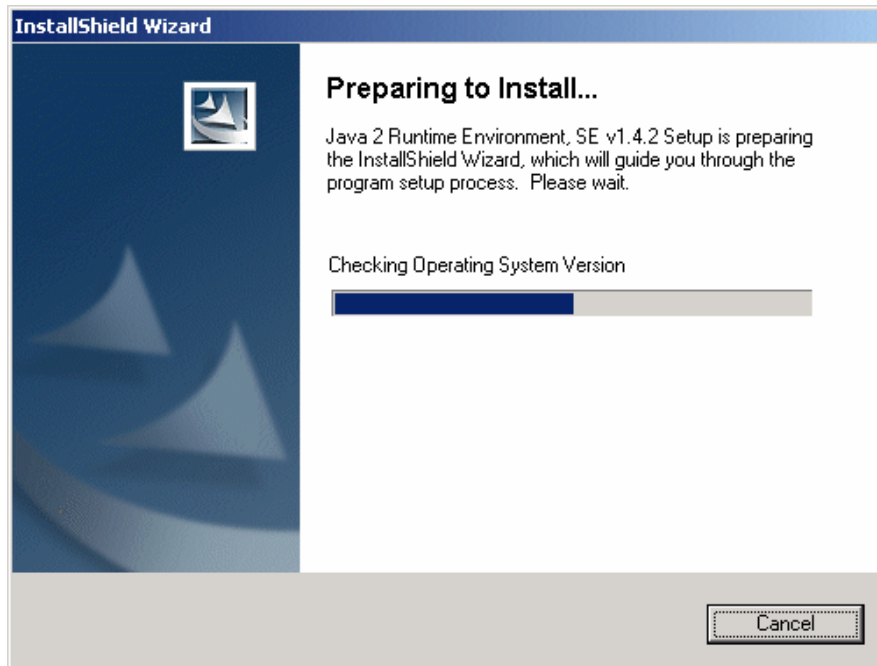 InstallShield Wizard
Preparing to Install...
Java 2 Runtime Environment, SE v1.4.2 Setup is preparing
the InstallShield Wizard, which will guide you through the
program setup process.  Please wait.
Checking Operating System Version
Cancel